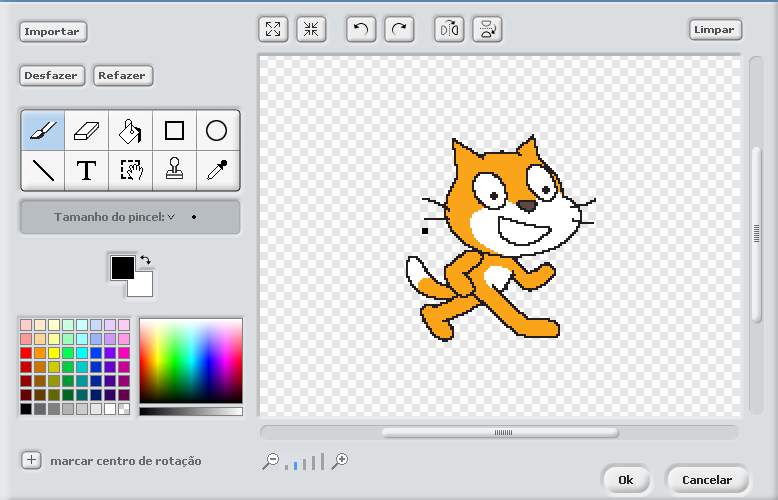 Importar
Limpar
Desfazer
Refazer
T
Tamanho do pincel:
marcar centro de rotação
Ok
Cancelar